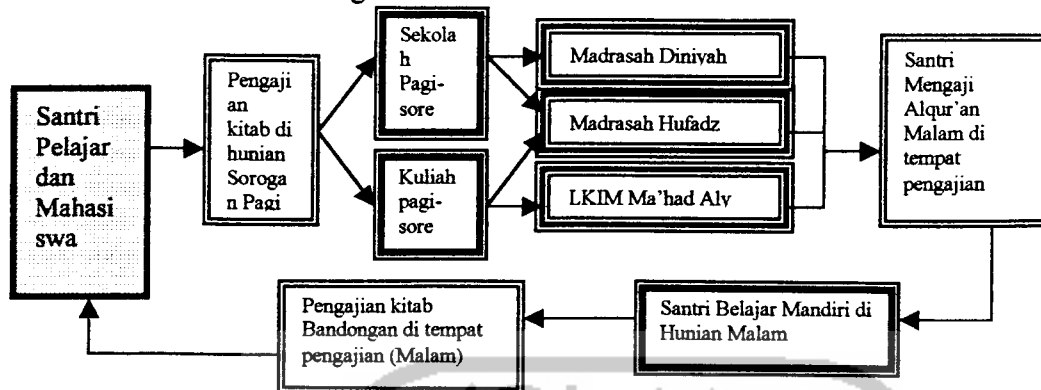 Santri
Pelajar
dan
Mahasi
swa
Pengaji
an
kitab di
hunian
Soroga
n Pagi
Sekola
h
Pagi-
sore
Kuliah
pagi-
sore
Madrasah Diniyah
Madrasah Hufadz
LKIM Ma'had Aly
Santri
Mengaji
Alqur'an
Malam di
tempat
pengajian
Santri Belajar Mandiri di
Hunian Malam
Pengajian kitab
Bandongan di tempat
pengajian (Malam)